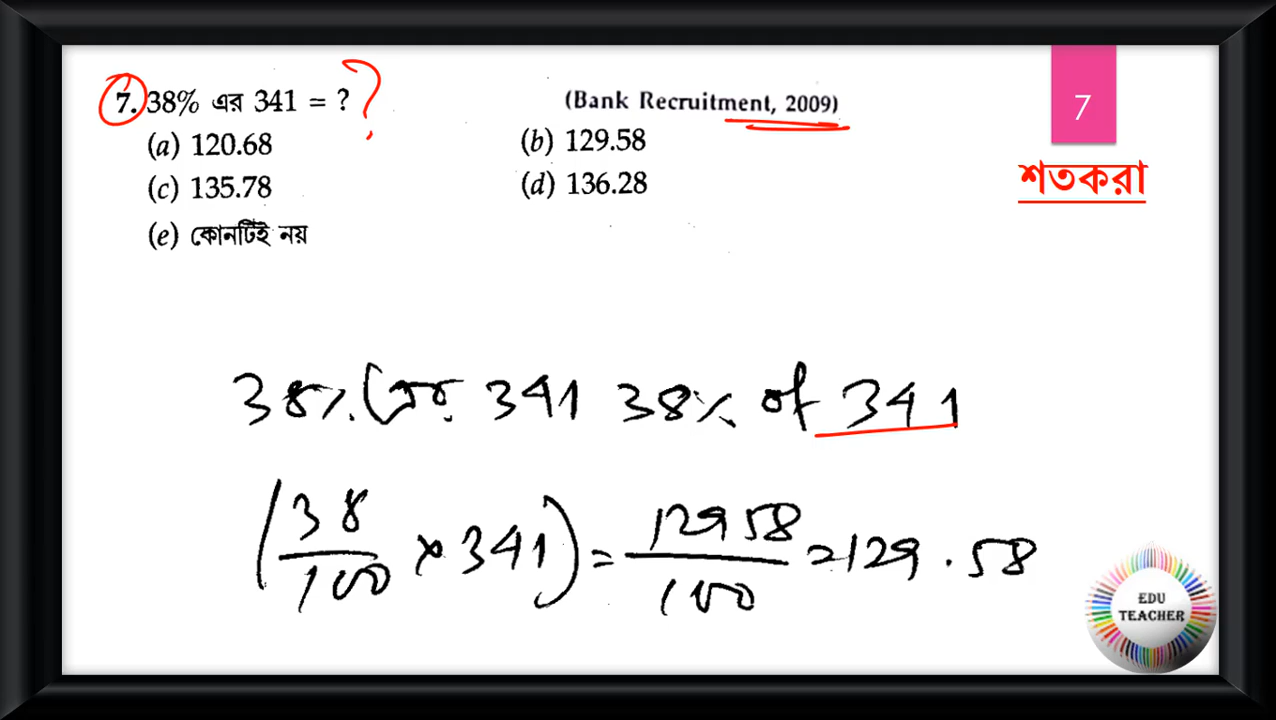 7. 38% এর 341 = ? ?
(Bank Recruitment, 2009)
(a) 120.68
(b) 129.58
(c) 135.78
(d) 136.28
(e) কোনটিই নয়
7
শতকরা
38% এর 341 38% of 341
(38/100 × 341) = 12958/100 = 129.58
EDU
TEACHER